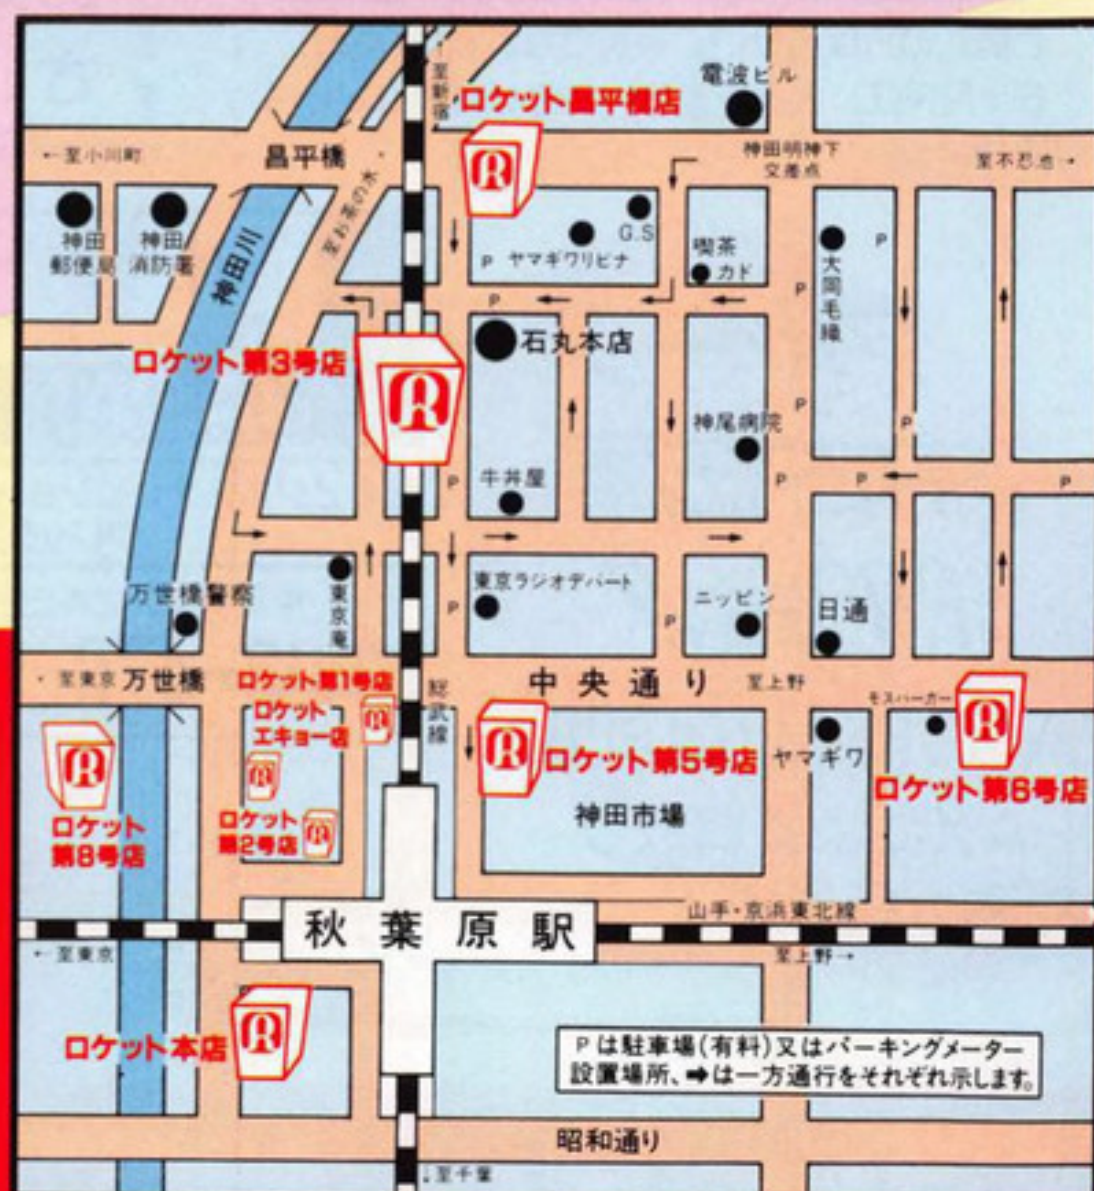 至新宿
ロケット昌平橋店
電波ビル
←至小川町
昌平橋
神田明神下
交差点
至不忍池→
至お茶の水
神田
郵便局
神田
消防署
神田川
P
ヤマギワリビナ
G.S
喫茶
カド
P
大岡毛織
P
P
ロケット第3号店
石丸本店
神尾病院
P
P
牛丼屋
P
P
P
P
万世橋警察
東京庵
P
東京ラジオデパート
P
ニッピン
日通
・至東京
万世橋
ロケット第1号店
総武線
中央通り
至上野
モスバーガー
ロケット
エキョー店
ロケット第5号店
ヤマギワ
ロケット第6号店
ロケット
第8号店
ロケット
第2号店
神田市場
秋葉原駅
山手・京浜東北線
←至東京
至上野→
ロケット本店
Pは駐車場(有料)又はパーキングメーター
設置場所、➡は一方通行をそれぞれ示します。
昭和通り
↓至千葉